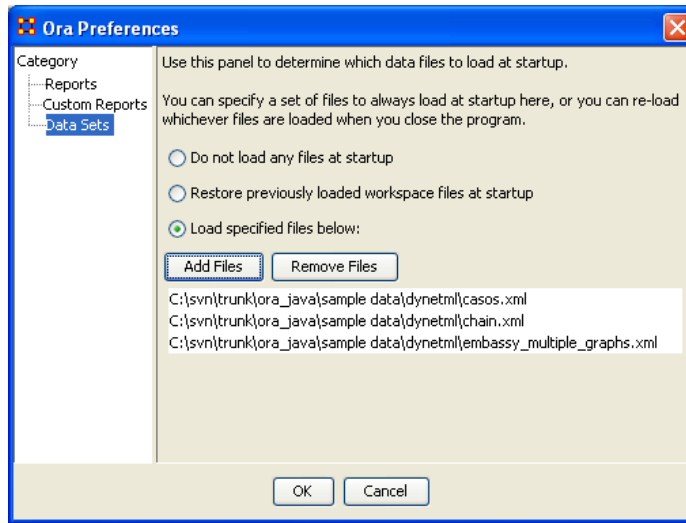 Ora Preferences
Category
Reports
Custom Reports
Data Sets
Use this panel to determine which data files to load at startup.
You can specify a set of files to always load at startup here, or you can re-load
whichever files are loaded when you close the program.
Do not load any files at startup
Restore previously loaded workspace files at startup
Load specified files below:
Add Files Remove Files
C:\svn\trunk\ora_java\sample data\dynetml\casos.xml
C:\svn\trunk\ora_java\sample data\dynetml\chain.xml
C:\svn\trunk\ora_java\sample data\dynetml\embassy_multiple_graphs.xml
OK Cancel